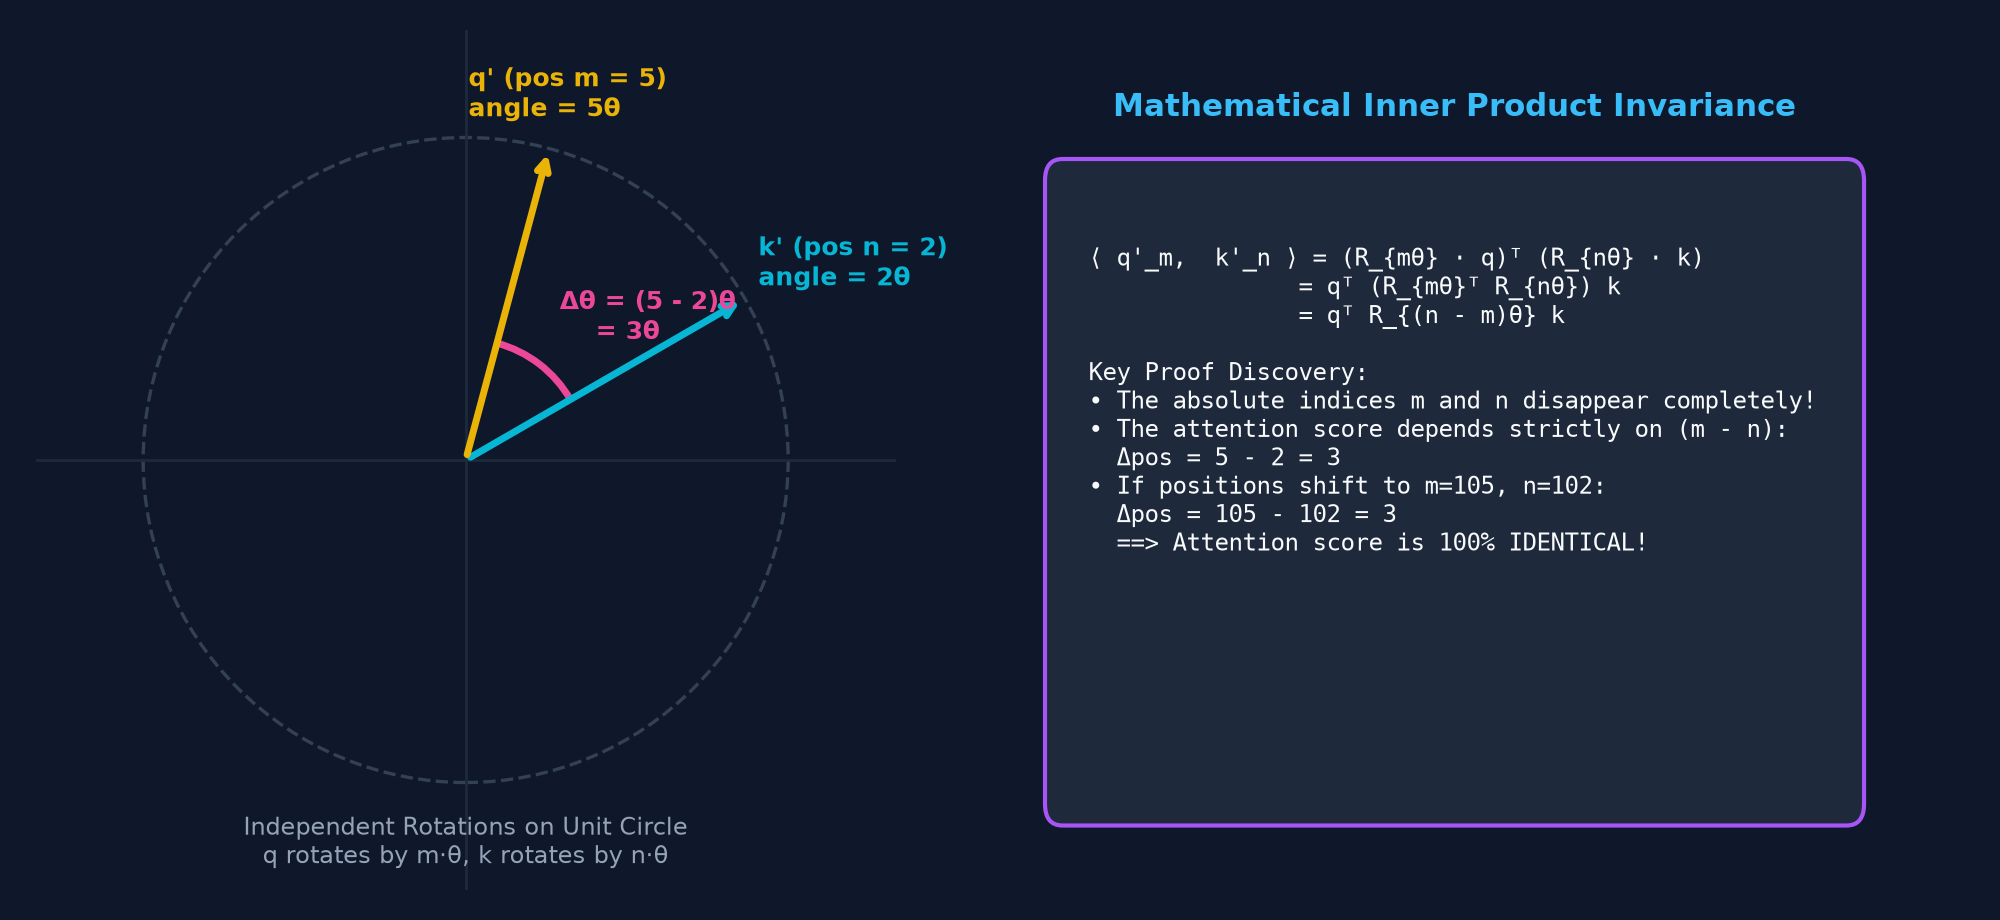 q' (pos m = 5)
angle = 5θ
k' (pos n = 2)
angle = 2θ
Δθ = (5 - 2)θ
= 3θ
Independent Rotations on Unit Circle
q rotates by m·θ, k rotates by n·θ
Mathematical Inner Product Invariance
⟨ q'_m,  k'_n ⟩ = (R_{mθ} · q)ᵀ (R_{nθ} · k)
= qᵀ (R_{mθ}ᵀ R_{nθ}) k
= qᵀ R_{(n - m)θ} k
Key Proof Discovery:
• The absolute indices m and n disappear completely!
• The attention score depends strictly on (m - n):
Δpos = 5 - 2 = 3
• If positions shift to m=105, n=102:
Δpos = 105 - 102 = 3
==> Attention score is 100% IDENTICAL!